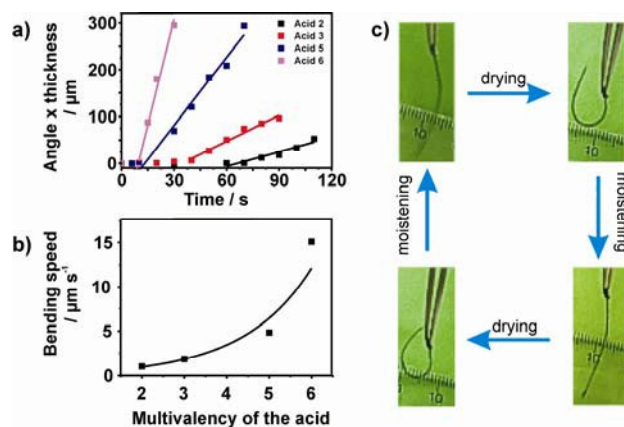 a)
Angle x thickness
/ µm
300
200
100
0
Acid 2
Acid 3
Acid 5
Acid 6
0 30 60 90 120
Time / s
b)
Bending speed
/ µm s⁻¹
15
10
5
0
2 3 4 5 6
Multivalency of the acid
c)
drying
moistening
drying
moistening
10
10
10
10